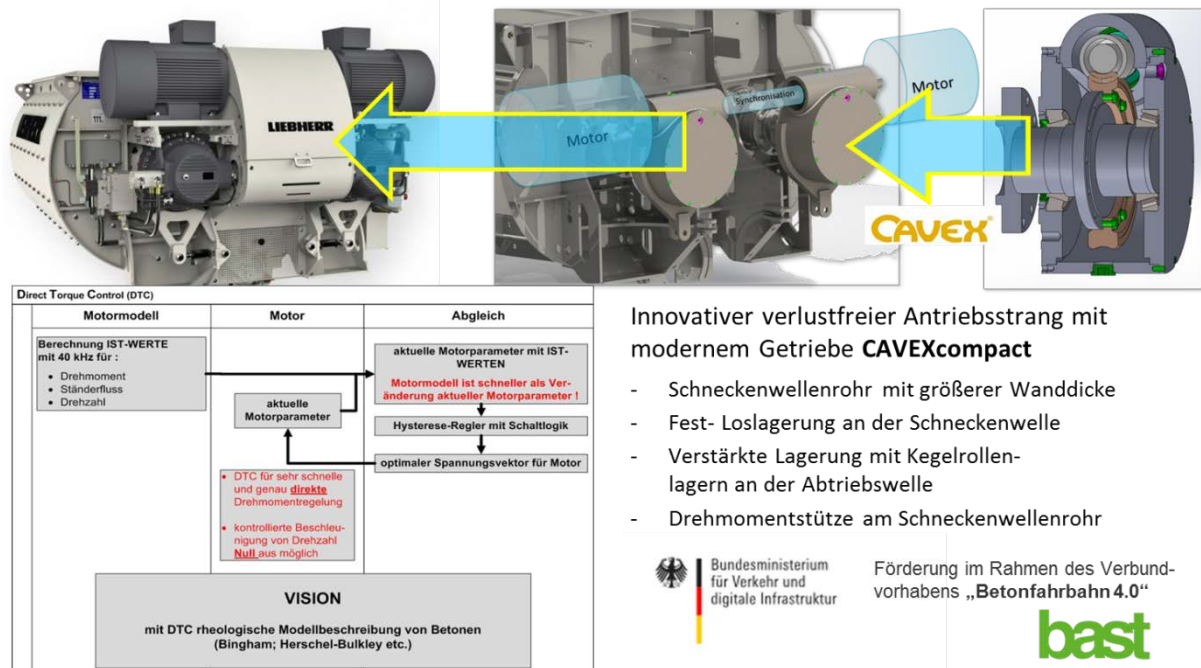 LIEBHERR
Motor
Synchronisation
Motor
CAVEX®
Direct Torque Control (DTC)
Motormodell
Motor
Abgleich
Berechnung IST-WERTE
mit 40 kHz für :
• Drehmoment
• Ständerfluss
• Drehzahl
aktuelle
Motorparameter
aktuelle Motorparameter mit IST-
WERTEN
Motormodell ist schneller als Ver-
änderung aktueller Motorparameter !
Hysterese-Regler mit Schaltlogik
optimaler Spannungsvektor für Motor
• DTC für sehr schnelle
und genau direkte
Drehmomentregelung
• kontrollierte Beschleu-
nigung von Drehzahl
Null aus möglich
VISION
mit DTC rheologische Modellbeschreibung von Betonen
(Bingham; Herschel-Bulkley etc.)
Innovativer verlustfreier Antriebsstrang mit
modernem Getriebe CAVEXcompact
- Schneckenwellenrohr mit größerer Wanddicke
- Fest- Loslagerung an der Schneckenwelle
- Verstärkte Lagerung mit Kegelrollen-
lagern an der Abtriebswelle
- Drehmomentstütze am Schneckenwellenrohr
Bundesministerium
für Verkehr und
digitale Infrastruktur
Förderung im Rahmen des Verbund-
vorhabens „Betonfahrbahn 4.0“
bast